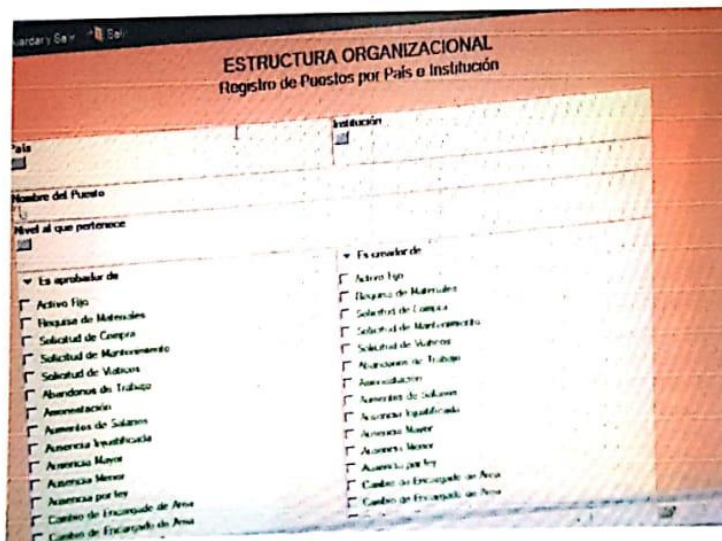 Guardar y Salir Salir
ESTRUCTURA ORGANIZACIONAL
Registro de Puestos por País e Institución
País
Institución
Nombre del Puesto
Nivel al que pertenece
Es aprobador de
Activo Fijo
Requisa de Materiales
Solicitud de Compra
Solicitud de Mantenimiento
Solicitud de Viaticos
Abandonos de Trabajo
Amonestación
Aumentos de Salarios
Ausencia Injustificada
Ausencia Mayor
Ausencia Menor
Ausencia por ley
Cambio de Encargado de Area
Cambio de Encargado de Area
Es creador de
Activo Fijo
Requisa de Materiales
Solicitud de Compra
Solicitud de Mantenimiento
Solicitud de Viaticos
Abandonos de Trabajo
Amonestación
Aumentos de Salarios
Ausencia Injustificada
Ausencia Mayor
Ausencia Menor
Ausencia por ley
Cambio de Encargado de Area
Cambio de Encargado de Area